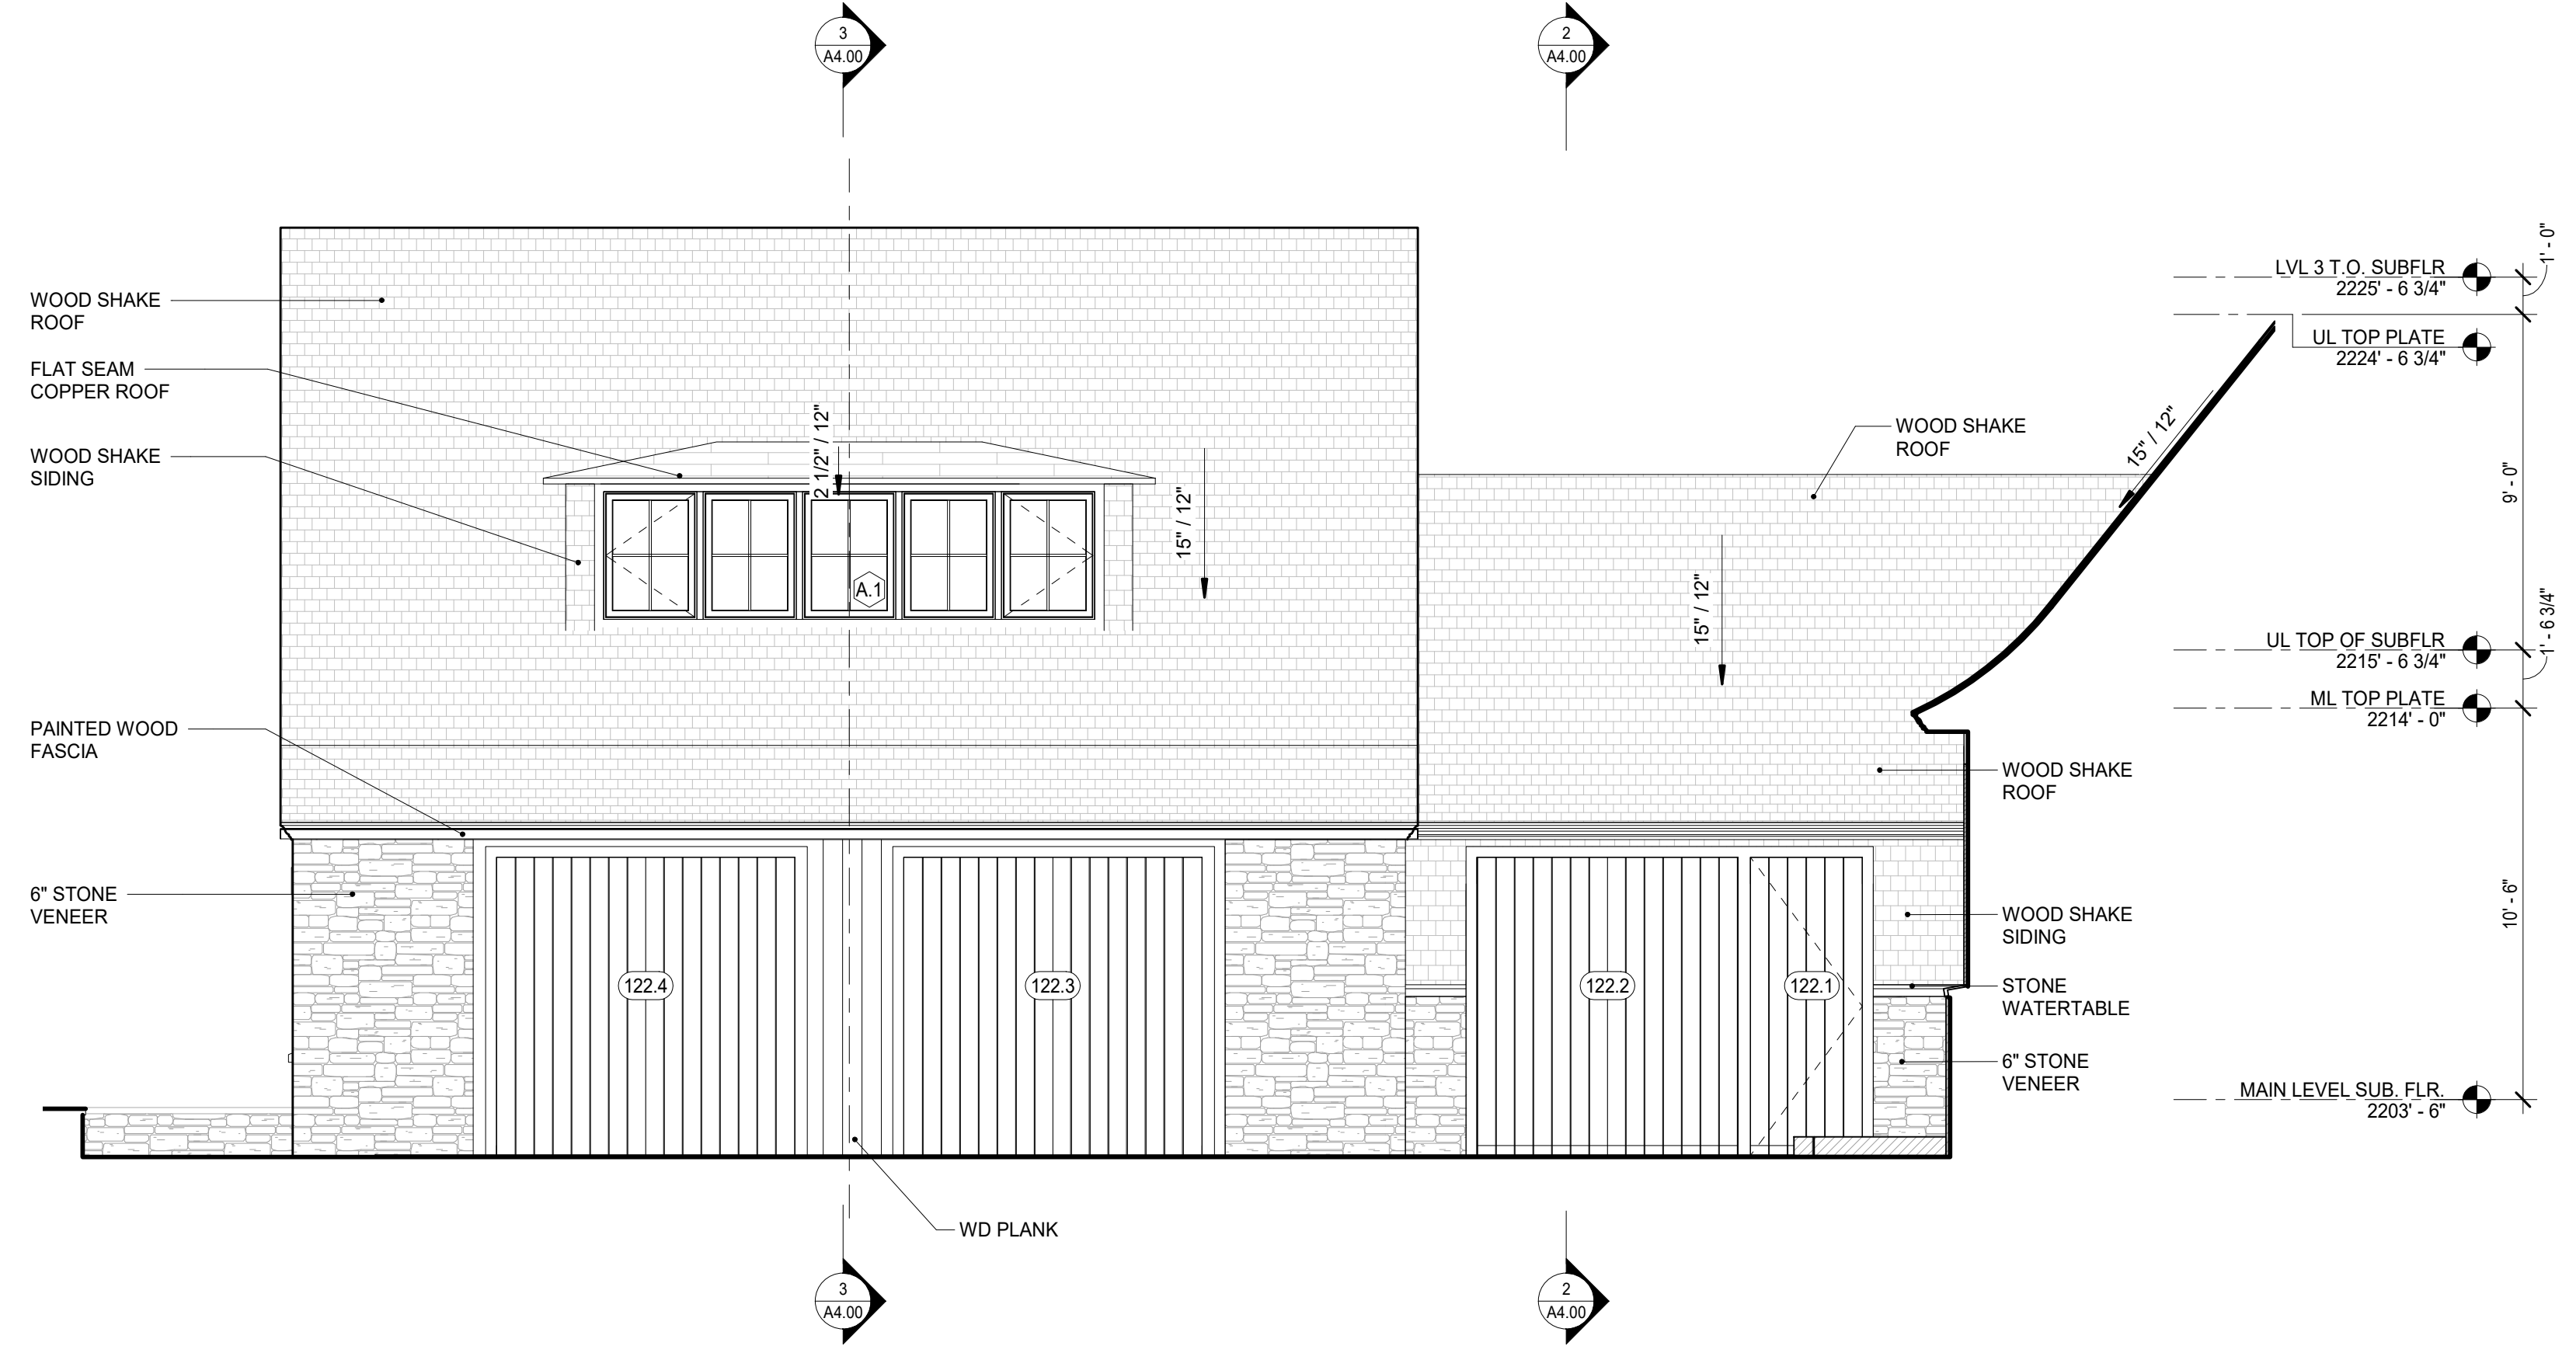 3
A4.00
2
A4.00
WOOD SHAKE
ROOF
FLAT SEAM
COPPER ROOF
WOOD SHAKE
SIDING
PAINTED WOOD
FASCIA
6" STONE
VENEER
2 1/2" / 12"
15" / 12"
A.1
122.4
122.3
WD PLANK
WOOD SHAKE
ROOF
15" / 12"
15" / 12"
122.2
122.1
WOOD SHAKE
ROOF
WOOD SHAKE
SIDING
STONE
WATERTABLE
6" STONE
VENEER
LVL 3 T.O. SUBFLR
2225' - 6 3/4"
UL TOP PLATE
2224' - 6 3/4"
UL TOP OF SUBFLR
2215' - 6 3/4"
ML TOP PLATE
2214' - 0"
MAIN LEVEL SUB. FLR.
2203' - 6"
1' - 0"
9' - 0"
1' - 6 3/4"
10' - 6"
3
A4.00
2
A4.00